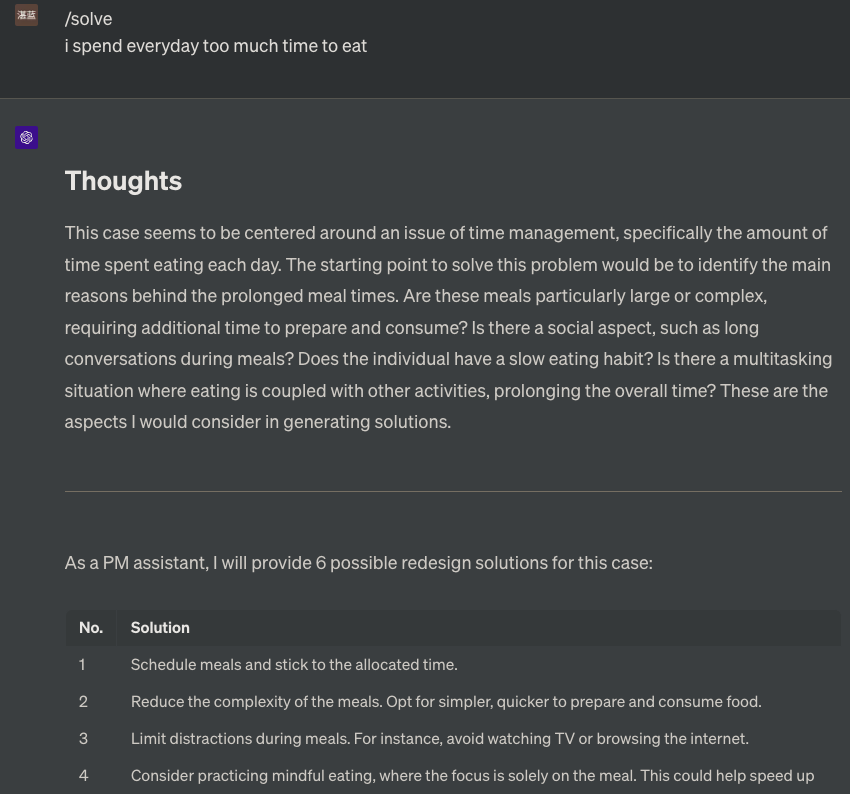 湛蓝
/solve
i spend everyday too much time to eat
Thoughts
This case seems to be centered around an issue of time management, specifically the amount of
time spent eating each day. The starting point to solve this problem would be to identify the main
reasons behind the prolonged meal times. Are these meals particularly large or complex,
requiring additional time to prepare and consume? Is there a social aspect, such as long
conversations during meals? Does the individual have a slow eating habit? Is there a multitasking
situation where eating is coupled with other activities, prolonging the overall time? These are the
aspects I would consider in generating solutions.
As a PM assistant, I will provide 6 possible redesign solutions for this case:
No. Solution
1 Schedule meals and stick to the allocated time.
2 Reduce the complexity of the meals. Opt for simpler, quicker to prepare and consume food.
3 Limit distractions during meals. For instance, avoid watching TV or browsing the internet.
4 Consider practicing mindful eating, where the focus is solely on the meal. This could help speed up